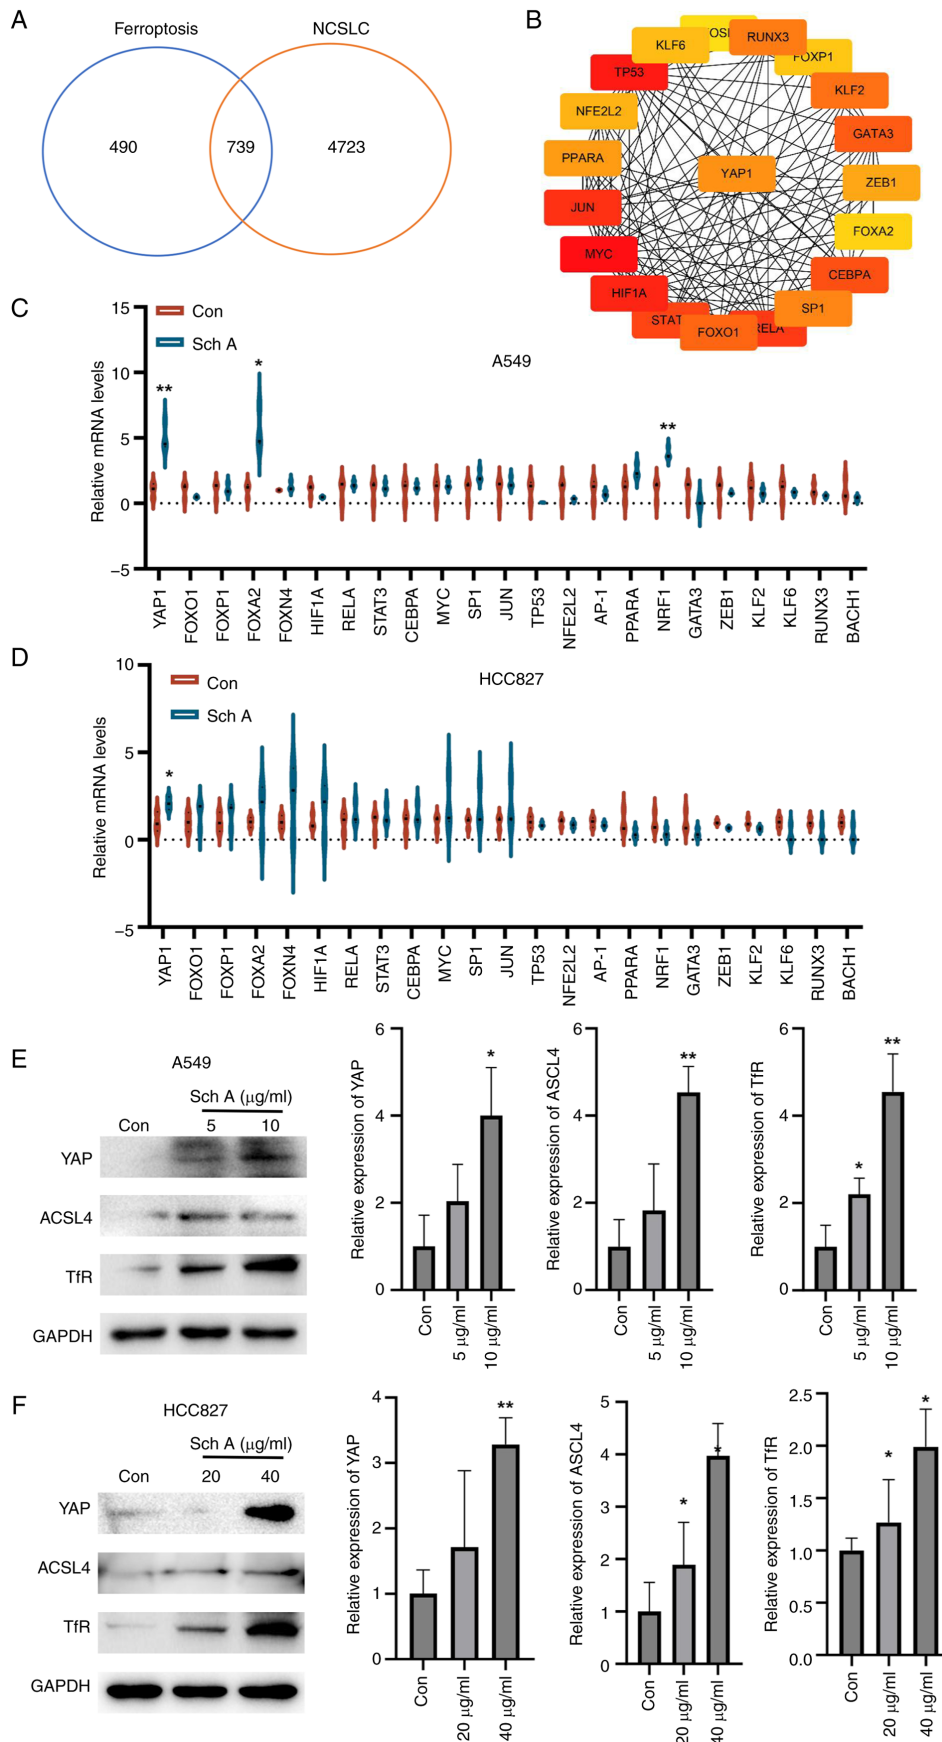 A
Ferroptosis
NCSLC
490
739
4723
B
RUNX3
KLF6
FOXP1
TP53
KLF2
NFE2L2
GATA3
PPARA
YAP1
ZEB1
JUN
FOXA2
MYC
CEBPA
HIF1A
SP1
STAT
FOXO1
RELA
C
Con
Sch A
A549
Relative mRNA levels
15
10
5
0
−5
YAP1
FOXO1
FOXP1
FOXA2
FOXN4
HIF1A
RELA
STAT3
CEBPA
MYC
SP1
JUN
TP53
NFE2L2
AP-1
PPARA
NRF1
GATA3
ZEB1
KLF2
KLF6
RUNX3
BACH1
**
*
**
D
Con
Sch A
HCC827
Relative mRNA levels
10
5
0
−5
YAP1
FOXO1
FOXP1
FOXA2
FOXN4
HIF1A
RELA
STAT3
CEBPA
MYC
SP1
JUN
TP53
NFE2L2
AP-1
PPARA
NRF1
GATA3
ZEB1
KLF2
KLF6
RUNX3
BACH1
*
E
A549
Sch A (μg/ml)
Con 5 10
YAP
ACSL4
TfR
GAPDH
Relative expression of YAP
6
4
2
0
*
Con
5 μg/ml
10 μg/ml
Relative expression of ASCL4
6
4
2
0
**
Con
5 μg/ml
10 μg/ml
Relative expression of TfR
6
4
2
0
*
**
Con
5 μg/ml
10 μg/ml
F
HCC827
Sch A (μg/ml)
Con 20 40
YAP
ACSL4
TfR
GAPDH
Relative expression of YAP
4
3
2
1
0
**
Con
20 μg/ml
40 μg/ml
Relative expression of ASCL4
5
4
3
2
1
0
*
*
Con
20 μg/ml
40 μg/ml
Relative expression of TfR
2.5
2.0
1.5
1.0
0.5
0.0
*
*
Con
20 μg/ml
40 μg/ml